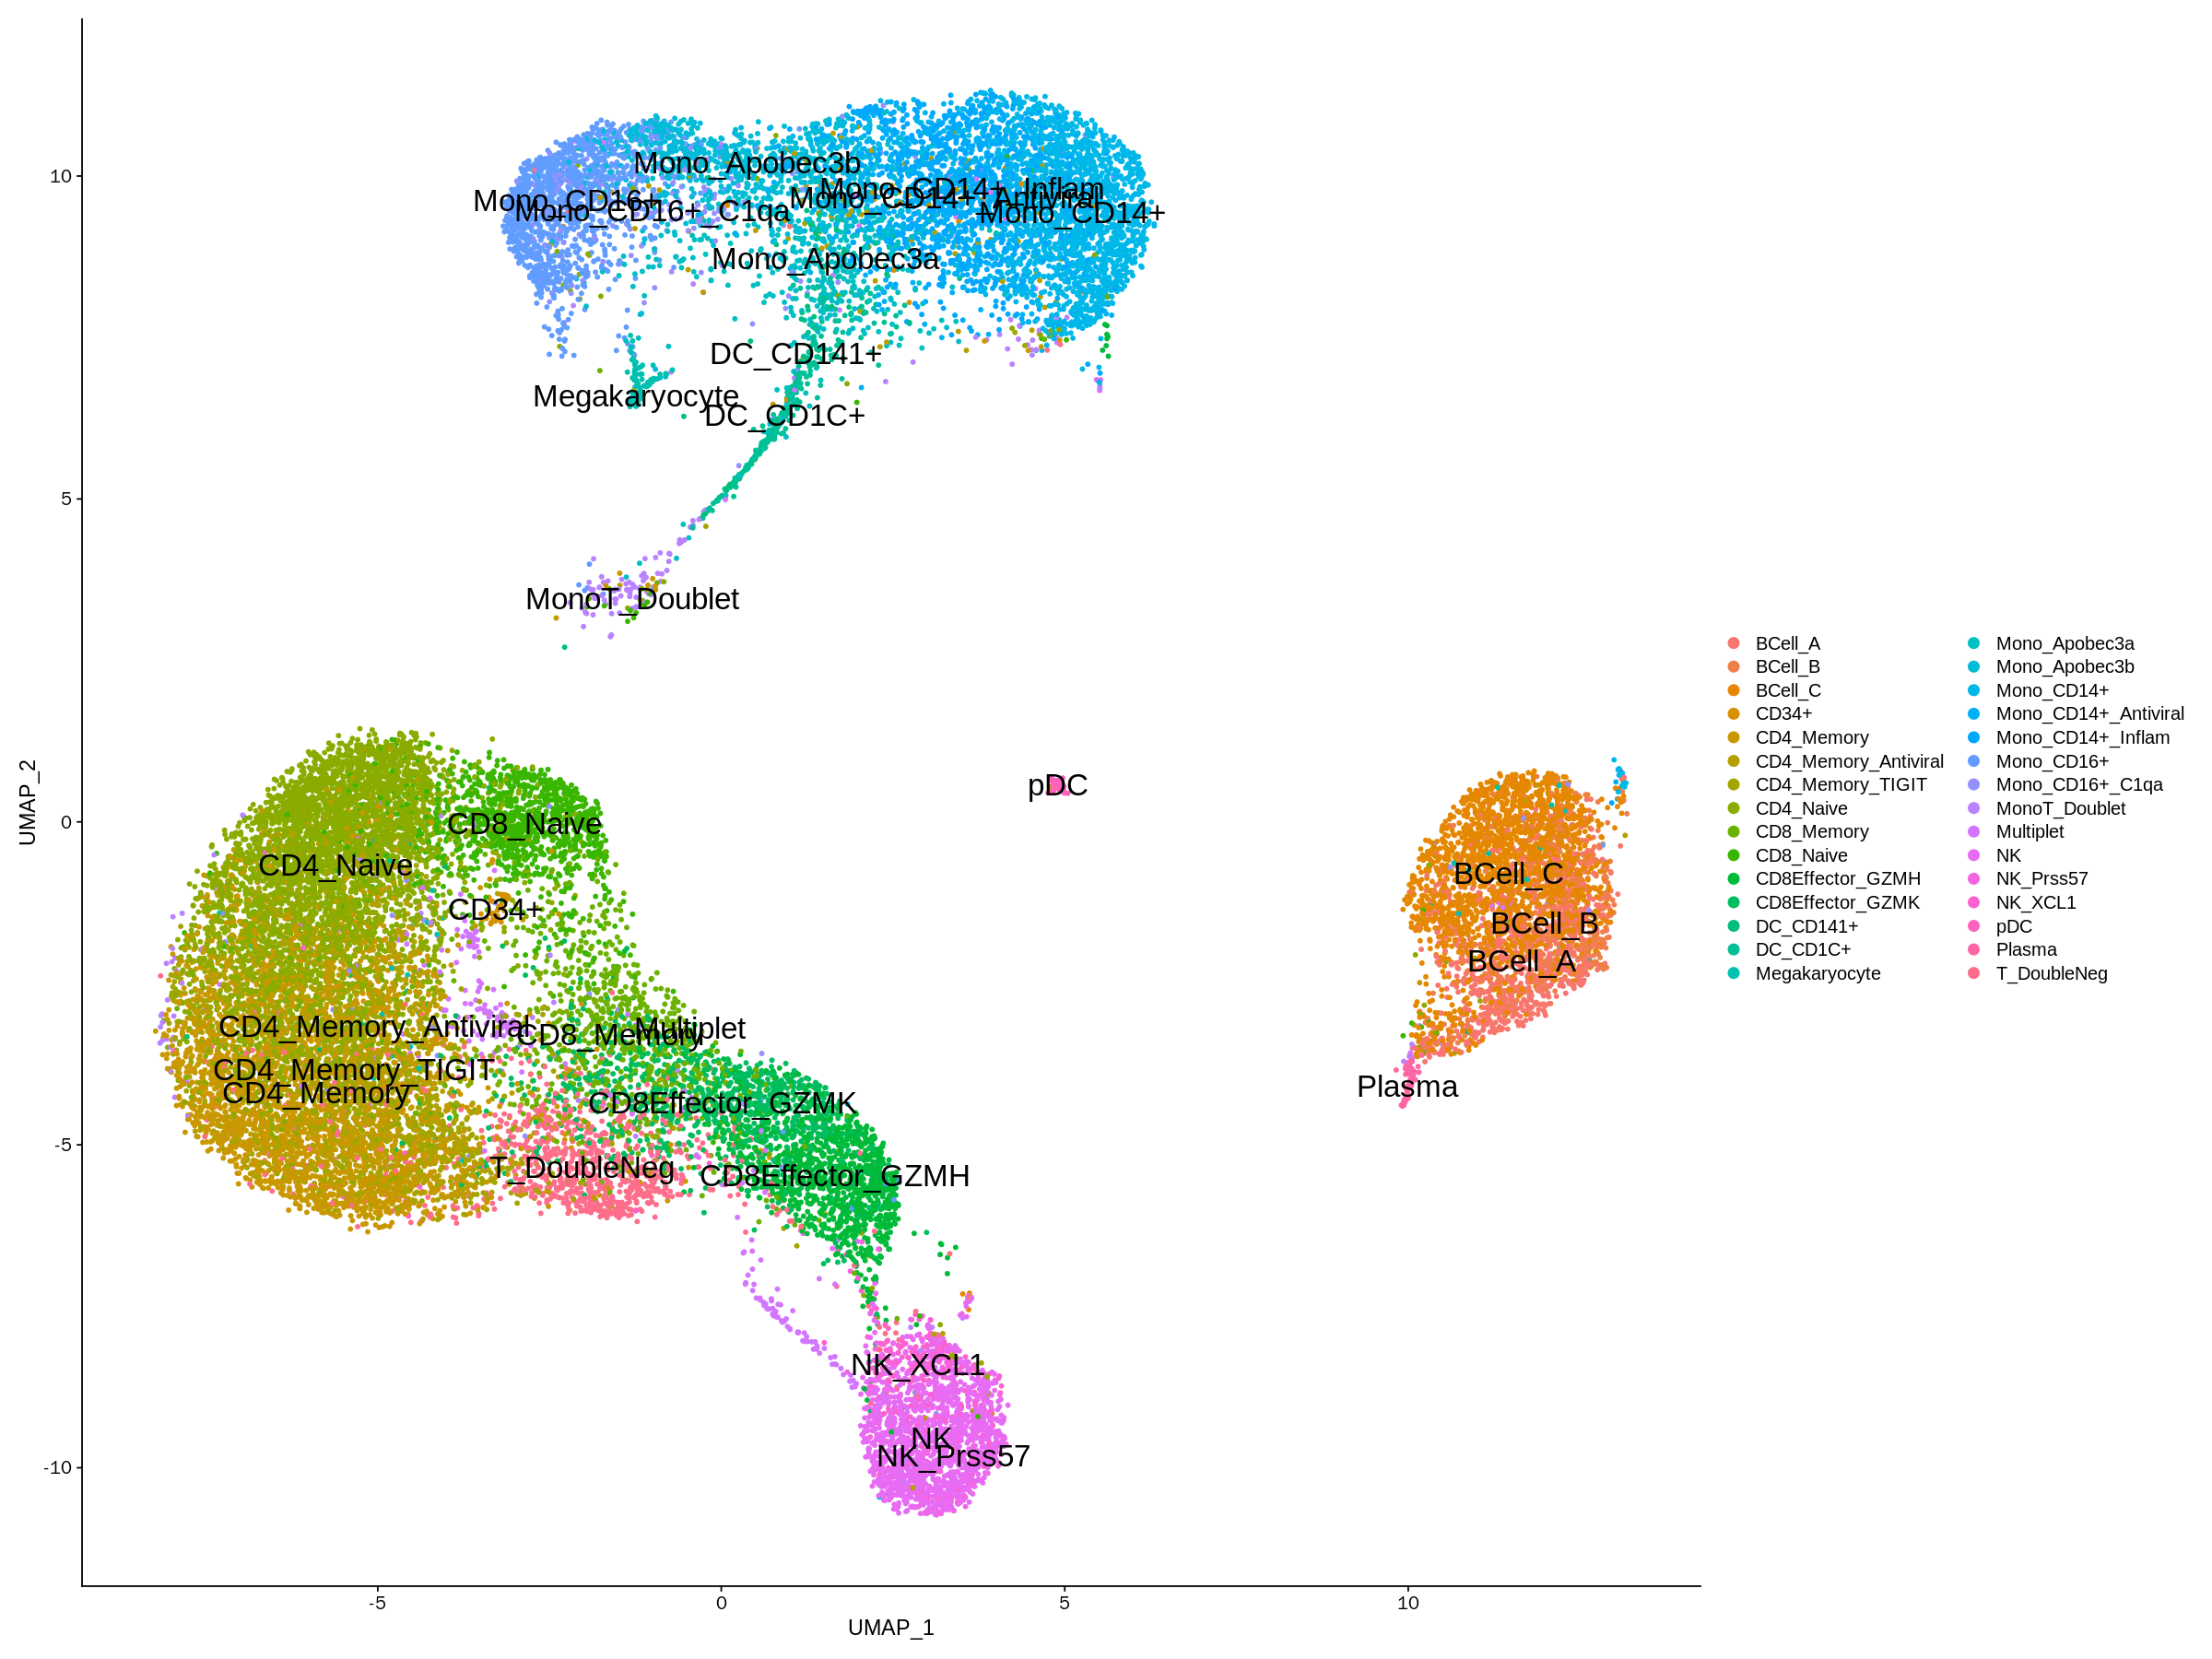 10
5
0
-5
-10
UMAP_2
Mono_Apobec3b
Mono_CD14+_Inflam
Mono_CD16+
Mono_CD14+_Antiviral
Mono_CD16+_C1qa
Mono_CD14+
Mono_Apobec3a
DC_CD141+
Megakaryocyte
DC_CD1C+
MonoT_Doublet
pDC
CD8_Naive
CD4_Naive
CD34+
BCell_C
BCell_B
BCell_A
CD4_Memory_Antiviral
Multiplet
CD8_Memory
CD4_Memory_TIGIT
CD4_Memory
Plasma
CD8Effector_GZMK
T_DoubleNeg
CD8Effector_GZMH
NK_XCL1
NK
NK_Prss57
-5
0
5
10
UMAP_1
BCell_A
BCell_B
BCell_C
CD34+
CD4_Memory
CD4_Memory_Antiviral
CD4_Memory_TIGIT
CD4_Naive
CD8_Memory
CD8_Naive
CD8Effector_GZMH
CD8Effector_GZMK
DC_CD141+
DC_CD1C+
Megakaryocyte
Mono_Apobec3a
Mono_Apobec3b
Mono_CD14+
Mono_CD14+_Antiviral
Mono_CD14+_Inflam
Mono_CD16+
Mono_CD16+_C1qa
MonoT_Doublet
Multiplet
NK
NK_Prss57
NK_XCL1
pDC
Plasma
T_DoubleNeg